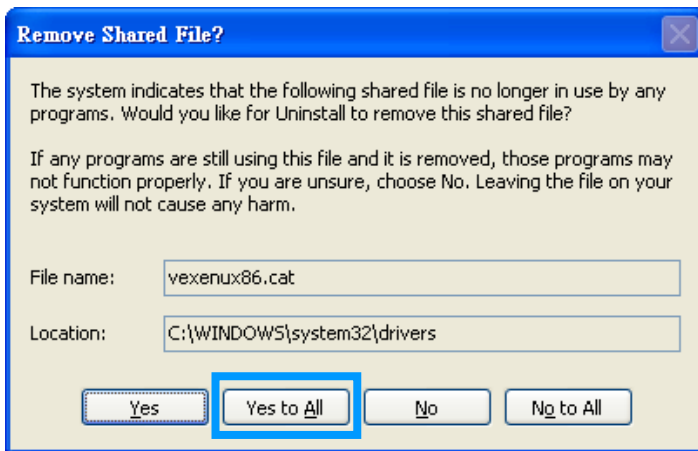 Remove Shared File?
The system indicates that the following shared file is no longer in use by any
programs. Would you like for Uninstall to remove this shared file?
If any programs are still using this file and it is removed, those programs may
not function properly. If you are unsure, choose No. Leaving the file on your
system will not cause any harm.
File name: vexenux86.cat
Location: C:\WINDOWS\system32\drivers
Yes Yes to All No No to All